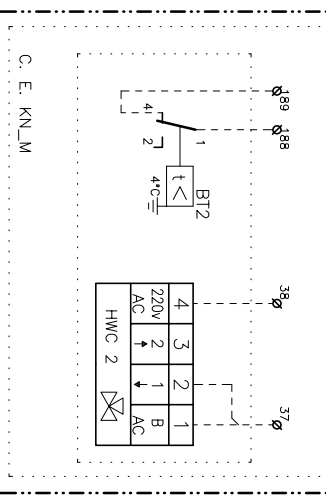 C. E. KN_M
189
188
4
1
2
t <
BT2
4°C
38
37
4 3 2 1
220v 2 1 B
AC → ← AC
HWC 2